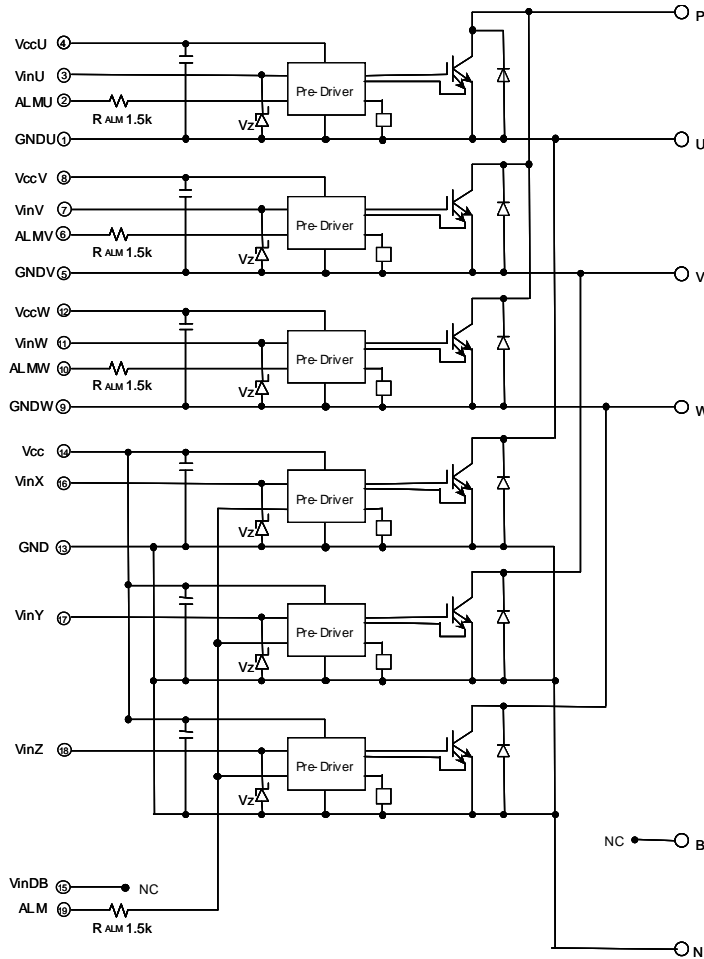 P
VccU 4
VinU 3
Pre-Driver
ALMU 2
R ALM 1.5k
Vz
GNDU 1
U
VccV 8
VinV 7
Pre-Driver
ALMV 6
R ALM 1.5k
Vz
GNDV 5
V
VccW 12
VinW 11
Pre-Driver
ALMW 10
R ALM 1.5k
Vz
GNDW 9
W
Vcc 14
VinX 16
Pre-Driver
Vz
GND 13
VinY 17
Pre-Driver
Vz
VinZ 18
Pre-Driver
Vz
NC B
VinDB 15 NC
ALM 19
R ALM 1.5k
N